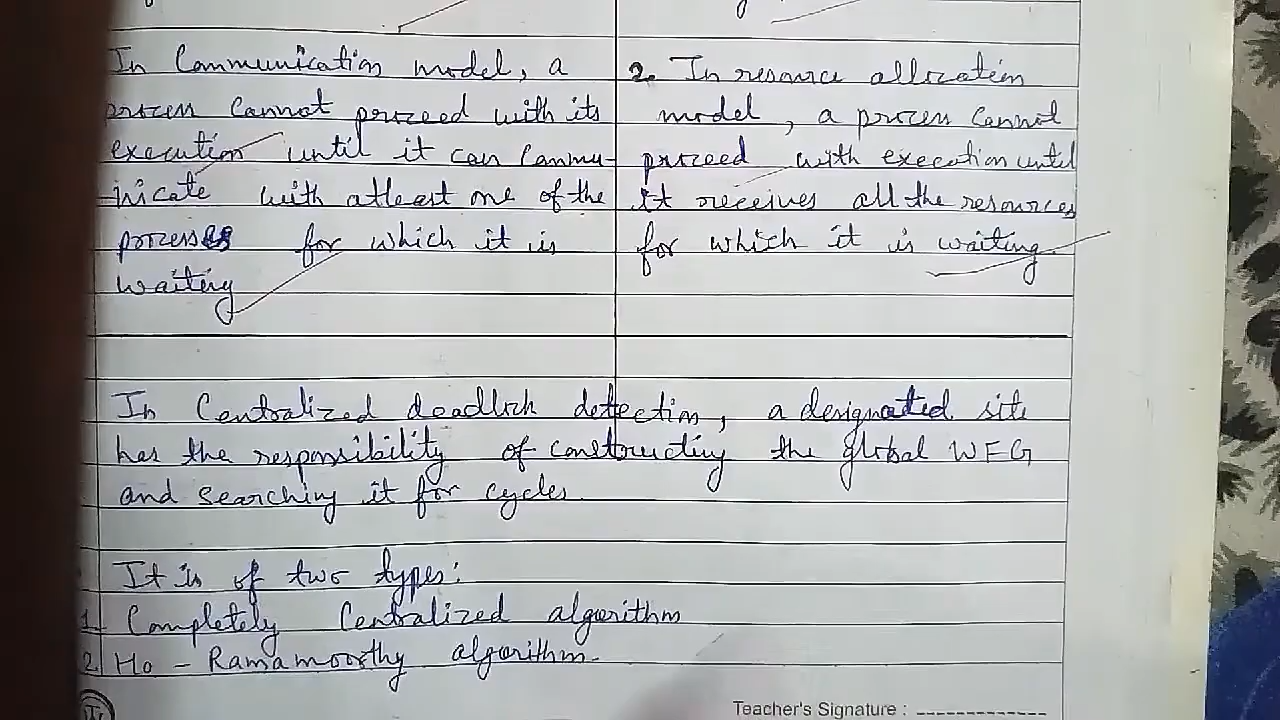 In Communication model, a
process cannot proceed with its
execution until it can commu-
nicate with atleast one of the
process for which it is
waiting
2. In resource allocation
model, a process cannot
proceed with execution until
it receives all the resources
for which it is waiting
In Centralized deadlock detection, a designated site
has the responsibility of constructing the global WFG
and searching it for cycles.
It is of two types:
1. Completely Centralized algorithm
2. Ho - Ramamoorthy algorithm.
Teacher's Signature :